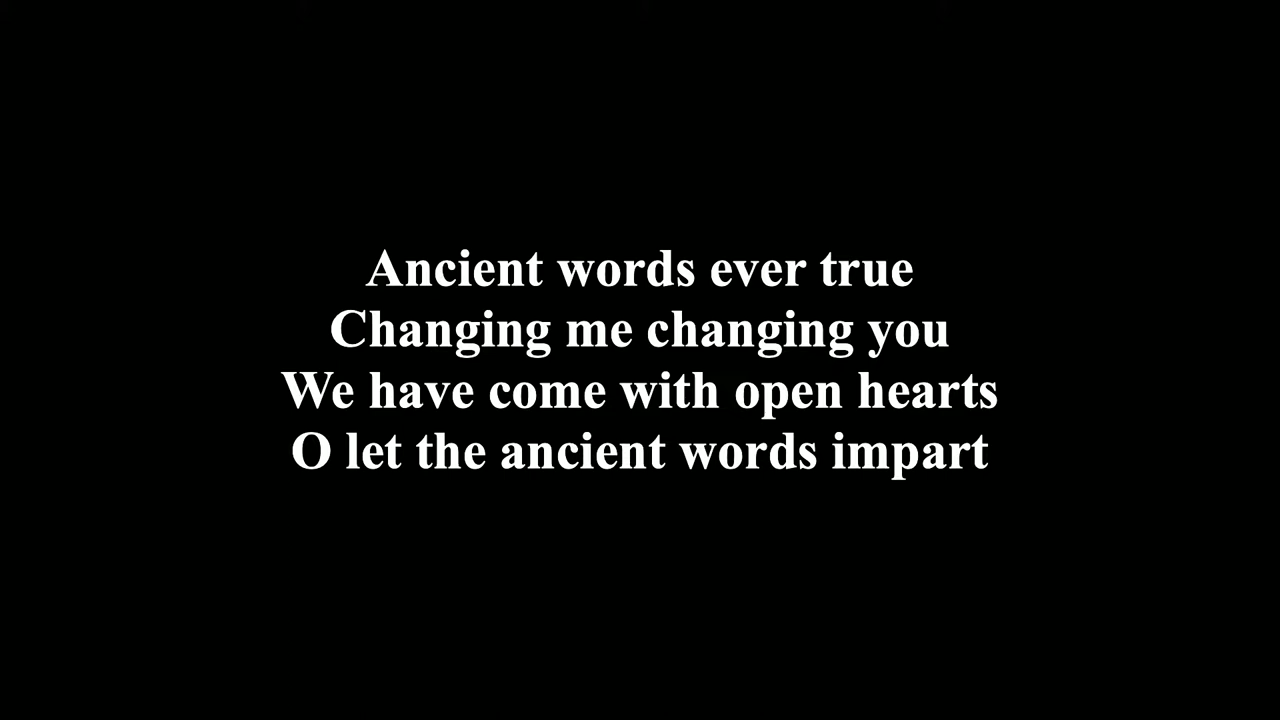 Ancient words ever true
Changing me changing you
We have come with open hearts
O let the ancient words impart